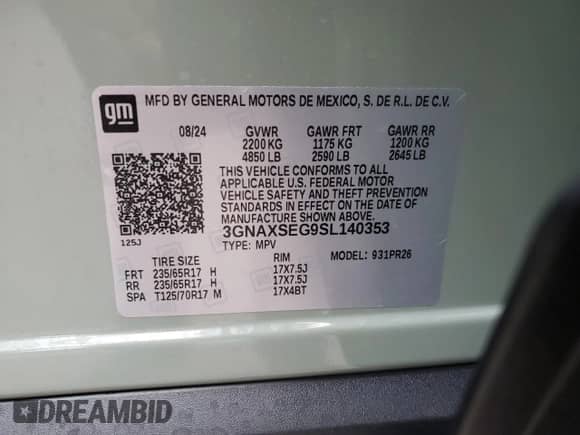 gm
MFD BY GENERAL MOTORS DE MEXICO, S. DE R.L. DE C.V.
08/24 GVWR GAWR FRT GAWR RR
2200 KG 1175 KG 1200 KG
4850 LB 2590 LB 2645 LB
THIS VEHICLE CONFORMS TO ALL
APPLICABLE U.S. FEDERAL MOTOR
VEHICLE SAFETY AND THEFT PREVENTION
STANDARDS IN EFFECT ON THE DATE OF
MANUFACTURE SHOWN ABOVE.
3GNAXSEG9SL140353
125J
TYPE: MPV MODEL: 931PR26
TIRE SIZE RIM
FRT 235/65R17 H 17X7.5J
RR 235/65R17 H 17X7.5J
SPA T125/70R17 M 17X4BT
DREAMBID